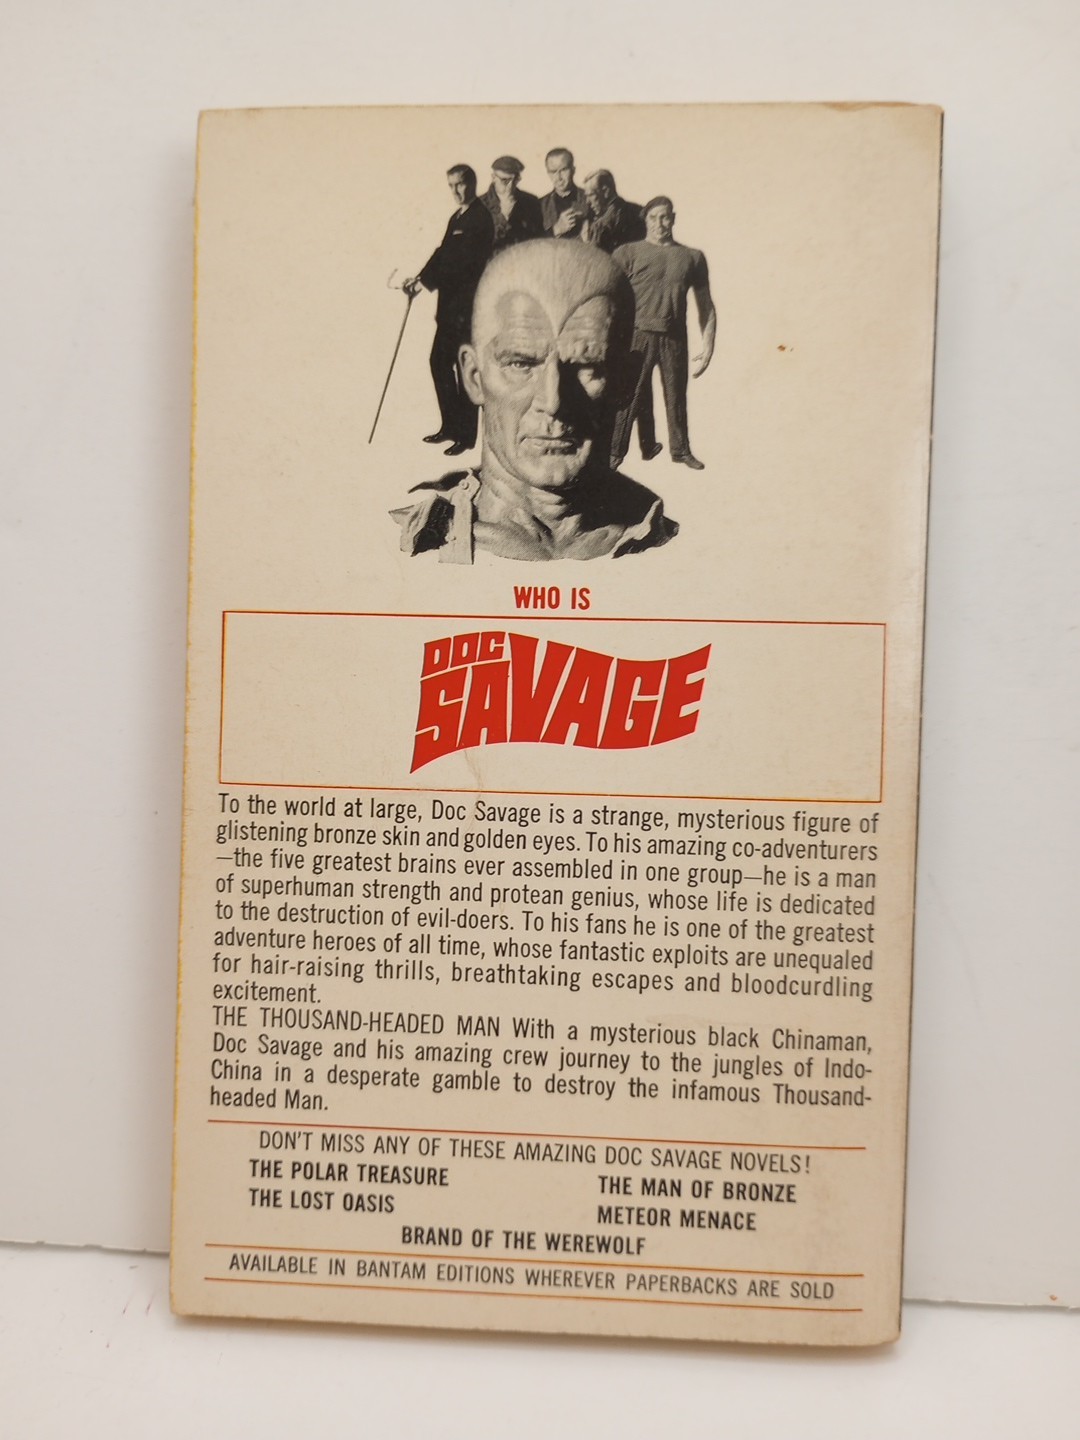 WHO IS
DOC
SAVAGE
To the world at large, Doc Savage is a strange, mysterious figure of
glistening bronze skin and golden eyes. To his amazing co-adventurers
—the five greatest brains ever assembled in one group—he is a man
of superhuman strength and protean genius, whose life is dedicated
to the destruction of evil-doers. To his fans he is one of the greatest
adventure heroes of all time, whose fantastic exploits are unequaled
for hair-raising thrills, breathtaking escapes and bloodcurdling
excitement.
THE THOUSAND-HEADED MAN With a mysterious black Chinaman,
Doc Savage and his amazing crew journey to the jungles of Indo-
China in a desperate gamble to destroy the infamous Thousand-
headed Man.
DON'T MISS ANY OF THESE AMAZING DOC SAVAGE NOVELS!
THE POLAR TREASURE THE MAN OF BRONZE
THE LOST OASIS METEOR MENACE
BRAND OF THE WEREWOLF
AVAILABLE IN BANTAM EDITIONS WHEREVER PAPERBACKS ARE SOLD